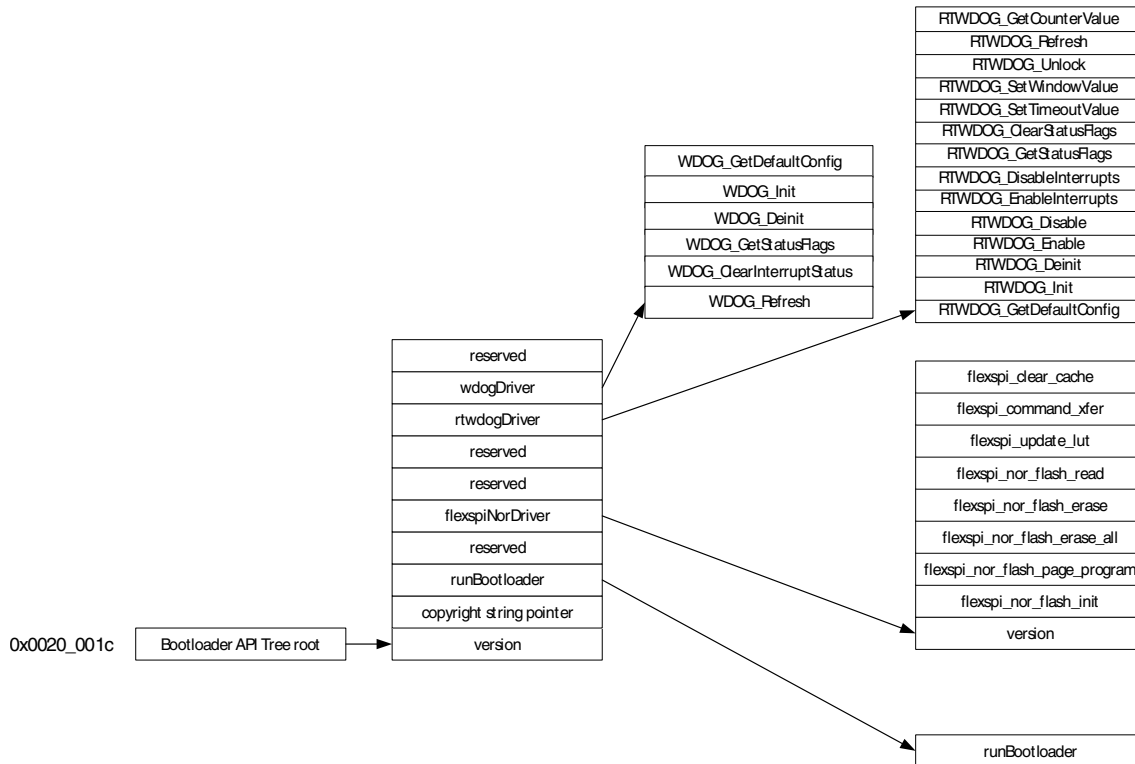 RTWDOG_GetCounterValue
RTWDOG_Refresh
RTWDOG_Unlock
RTWDOG_SetWindowValue
RTWDOG_SetTimeoutValue
RTWDOG_ClearStatusFlags
RTWDOG_GetStatusFlags
RTWDOG_DisableInterrupts
RTWDOG_EnableInterrupts
RTWDOG_Disable
RTWDOG_Enable
RTWDOG_Deinit
RTWDOG_Init
RTWDOG_GetDefaultConfig
WDOG_GetDefaultConfig
WDOG_Init
WDOG_Deinit
WDOG_GetStatusFlags
WDOG_ClearInterruptStatus
WDOG_Refresh
reserved
wdogDriver
rtwdogDriver
reserved
reserved
flexspiNorDriver
reserved
runBootloader
copyright string pointer
version
flexspi_clear_cache
flexspi_command_xfer
flexspi_update_lut
flexspi_nor_flash_read
flexspi_nor_flash_erase
flexspi_nor_flash_erase_all
flexspi_nor_flash_page_program
flexspi_nor_flash_init
version
0x0020_001c
Bootloader API Tree root
runBootloader